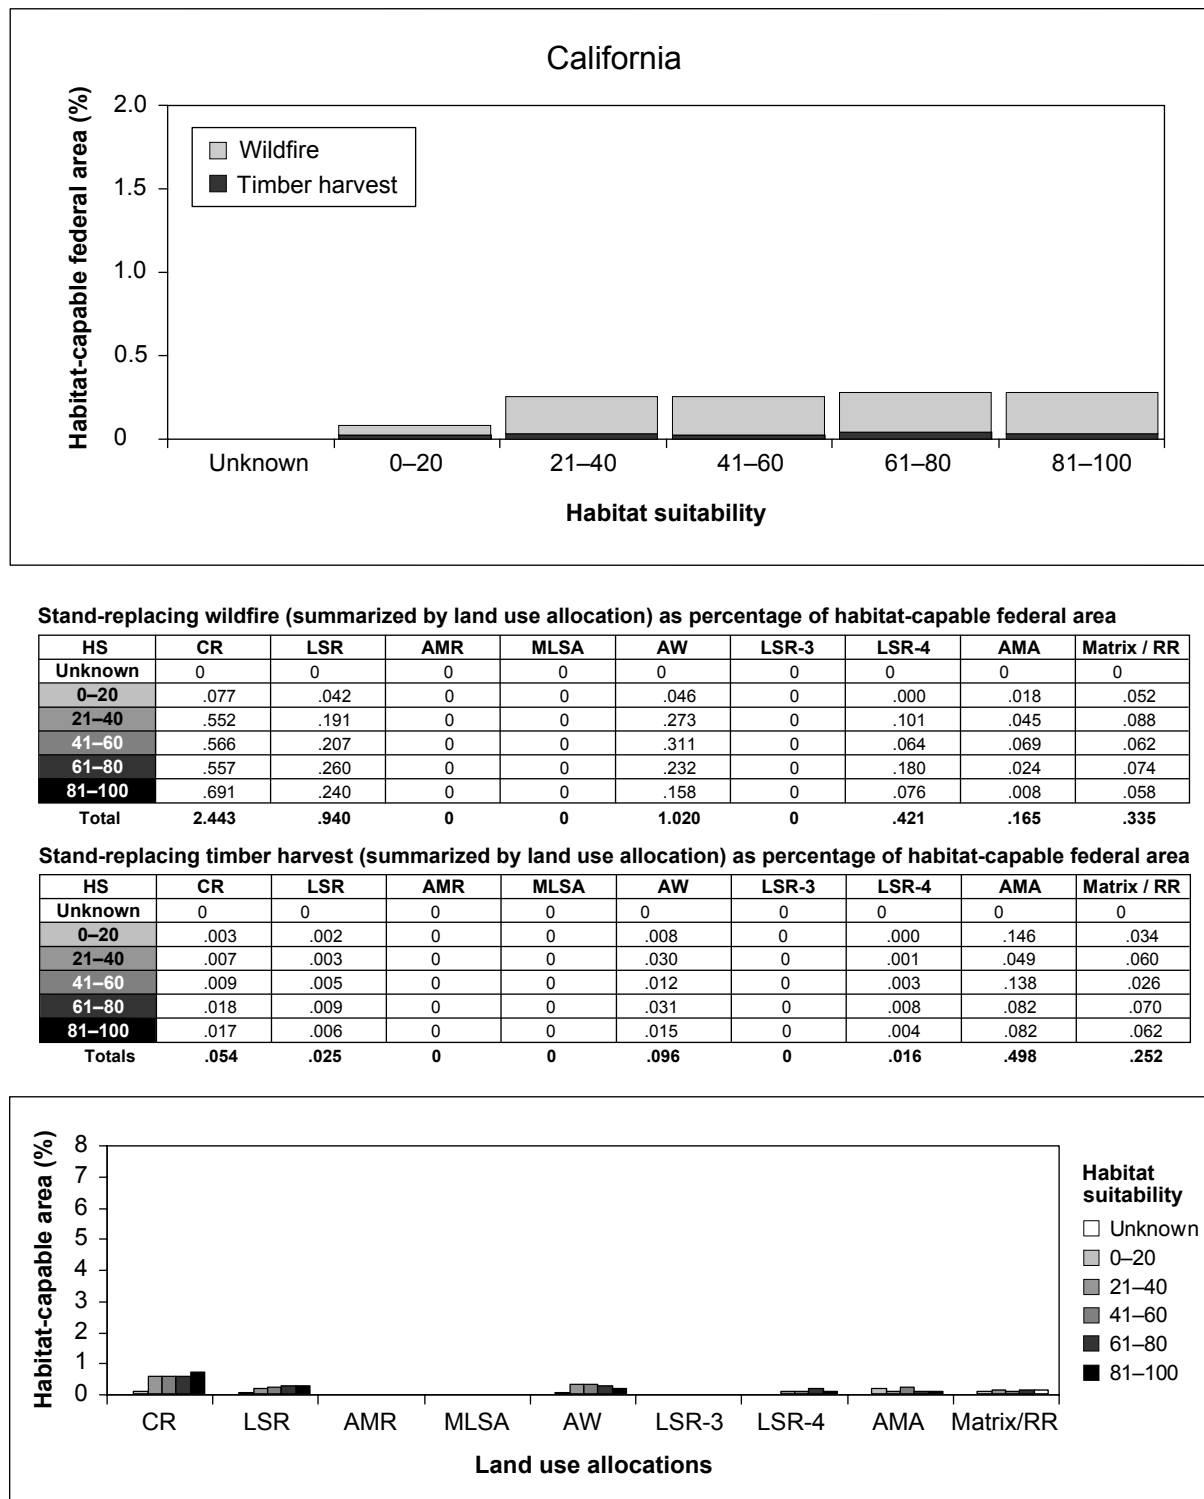 California
Habitat-capable federal area (%)
2.0
1.5
1.0
0.5
0
Wildfire
Timber harvest
Unknown 0–20 21–40 41–60 61–80 81–100
Habitat suitability
Stand-replacing wildfire (summarized by land use allocation) as percentage of habitat-capable federal area
HS CR LSR AMR MLSA AW LSR-3 LSR-4 AMA Matrix / RR
Unknown 0 0 0 0 0 0 0 0 0
0–20 .077 .042 0 0 .046 0 .000 .018 .052
21–40 .552 .191 0 0 .273 0 .101 .045 .088
41–60 .566 .207 0 0 .311 0 .064 .069 .062
61–80 .557 .260 0 0 .232 0 .180 .024 .074
81–100 .691 .240 0 0 .158 0 .076 .008 .058
Total 2.443 .940 0 0 1.020 0 .421 .165 .335
Stand-replacing timber harvest (summarized by land use allocation) as percentage of habitat-capable federal area
HS CR LSR AMR MLSA AW LSR-3 LSR-4 AMA Matrix / RR
Unknown 0 0 0 0 0 0 0 0 0
0–20 .003 .002 0 0 .008 0 .000 .146 .034
21–40 .007 .003 0 0 .030 0 .001 .049 .060
41–60 .009 .005 0 0 .012 0 .003 .138 .026
61–80 .018 .009 0 0 .031 0 .008 .082 .070
81–100 .017 .006 0 0 .015 0 .004 .082 .062
Totals .054 .025 0 0 .096 0 .016 .498 .252
Habitat-capable area (%)
8
7
6
5
4
3
2
1
0
CR LSR AMR MLSA AW LSR-3 LSR-4 AMA Matrix/RR
Land use allocations
Habitat
suitability
Unknown
0–20
21–40
41–60
61–80
81–100